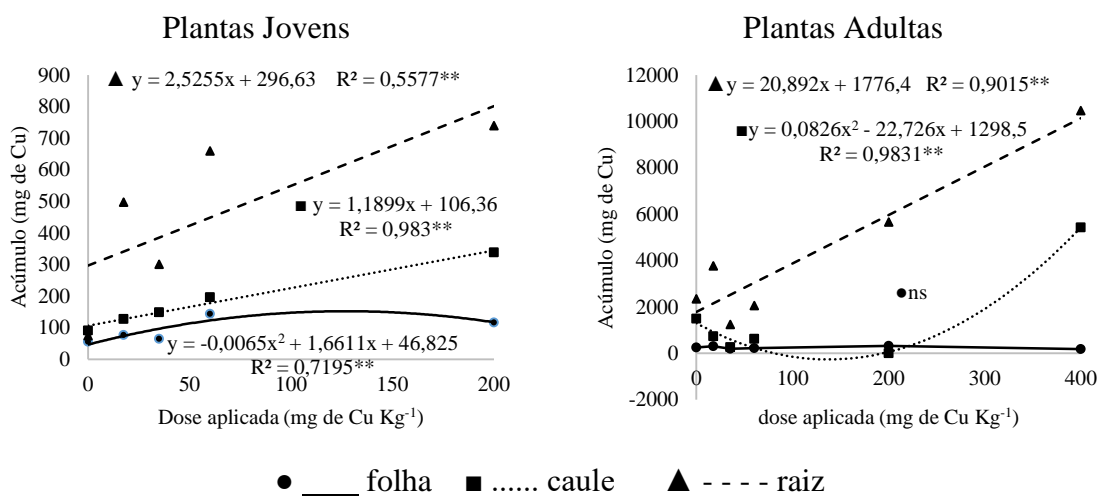 Plantas Jovens
y = 2,5255x + 296,63 R² = 0,5577**
y = 1,1899x + 106,36
R² = 0,983**
y = -0,0065x² + 1,6611x + 46,825
R² = 0,7195**
900
800
700
600
500
400
300
200
100
0
0 50 100 150 200
Acúmulo (mg de Cu)
Dose aplicada (mg de Cu Kg⁻¹)
Plantas Adultas
y = 20,892x + 1776,4 R² = 0,9015**
y = 0,0826x² - 22,726x + 1298,5
R² = 0,9831**
ns
12000
10000
8000
6000
4000
2000
0
-2000
0 100 200 300 400
Acúmulo (mg de Cu)
dose aplicada (mg de Cu Kg⁻¹)
folha caule raiz